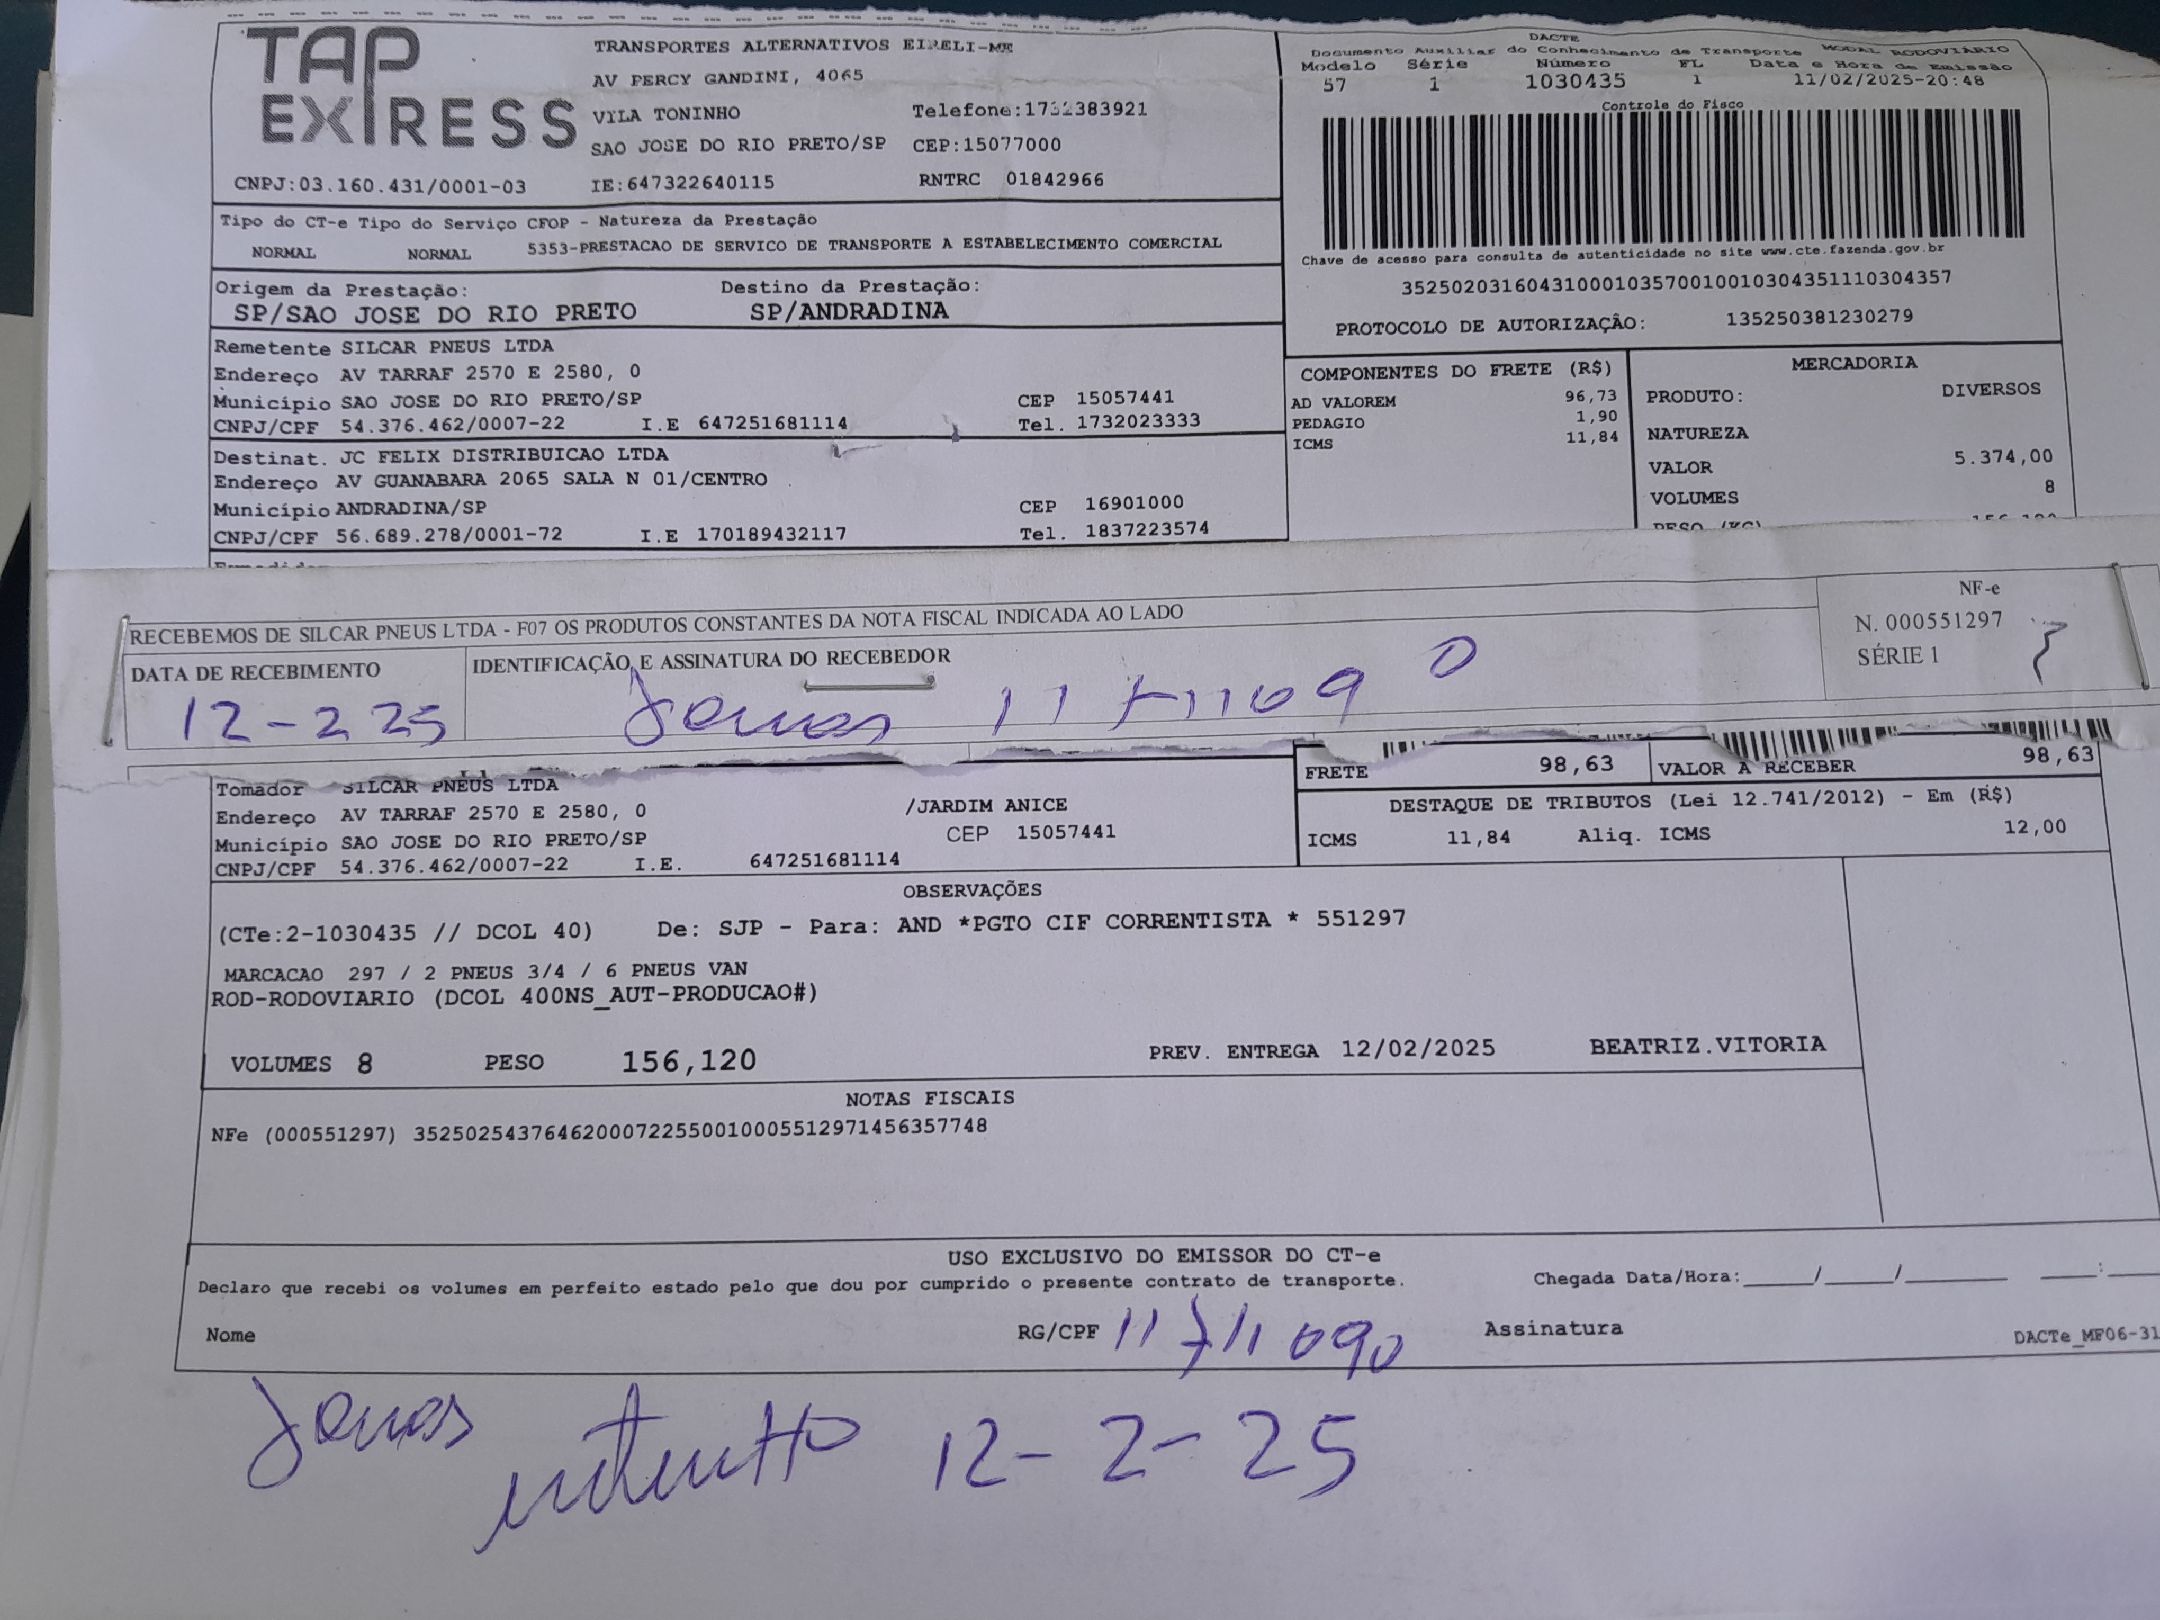 TAP EXPRESS
TRANSPORTES ALTERNATIVOS EIRELI-ME
AV PERCY GANDINI, 4065
VILA TONINHO Telefone:1732383921
SAO JOSE DO RIO PRETO/SP CEP:15077000
CNPJ:03.160.431/0001-03 IE:647322640115 RNTRC 01842966
DACTE
Documento Auxiliar do Conhecimento de Transporte MODAL RODOVIÁRIO
Modelo Série Número FL Data e Hora de Emissão
57 1 1030435 1 11/02/2025-20:48
Controle do Fisco
Chave de acesso para consulta de autenticidade no site www.cte.fazenda.gov.br
35250203160431000103570010010304351110304357
PROTOCOLO DE AUTORIZAÇÃO: 135250381230279
Tipo do CT-e Tipo do Serviço CFOP - Natureza da Prestação
NORMAL NORMAL 5353-PRESTACAO DE SERVICO DE TRANSPORTE A ESTABELECIMENTO COMERCIAL
Origem da Prestação: Destino da Prestação:
SP/SAO JOSE DO RIO PRETO SP/ANDRADINA
Remetente SILCAR PNEUS LTDA
Endereço AV TARRAF 2570 E 2580, 0
Município SAO JOSE DO RIO PRETO/SP CEP 15057441
CNPJ/CPF 54.376.462/0007-22 I.E 647251681114 Tel. 1732023333
Destinat. JC FELIX DISTRIBUICAO LTDA
Endereço AV GUANABARA 2065 SALA N 01/CENTRO
Município ANDRADINA/SP CEP 16901000
CNPJ/CPF 56.689.278/0001-72 I.E 170189432117 Tel. 1837223574
COMPONENTES DO FRETE (R$)
AD VALOREM 96,73
PEDAGIO 1,90
ICMS 11,84
MERCADORIA
PRODUTO: DIVERSOS
NATUREZA
VALOR 5.374,00
VOLUMES 8
PESO (KG)
RECEBEMOS DE SILCAR PNEUS LTDA - F07 OS PRODUTOS CONSTANTES DA NOTA FISCAL INDICADA AO LADO
DATA DE RECEBIMENTO IDENTIFICAÇÃO E ASSINATURA DO RECEBEDOR
12-2 25 Jonas 11711090
NF-e
N. 000551297
SÉRIE 1
Tomador SILCAR PNEUS LTDA
Endereço AV TARRAF 2570 E 2580, 0 /JARDIM ANICE
Município SAO JOSE DO RIO PRETO/SP CEP 15057441
CNPJ/CPF 54.376.462/0007-22 I.E. 647251681114
FRETE 98,63 VALOR A RECEBER 98,63
DESTAQUE DE TRIBUTOS (Lei 12.741/2012) - Em (R$)
ICMS 11,84 Aliq. ICMS 12,00
OBSERVAÇÕES
(CTe:2-1030435 // DCOL 40) De: SJP - Para: AND *PGTO CIF CORRENTISTA * 551297
MARCACAO 297 / 2 PNEUS 3/4 / 6 PNEUS VAN
ROD-RODOVIARIO (DCOL 400NS_AUT-PRODUCAO#)
VOLUMES 8 PESO 156,120 PREV. ENTREGA 12/02/2025 BEATRIZ.VITORIA
NOTAS FISCAIS
NFe (000551297) 35250254376462000722550010005512971456357748
USO EXCLUSIVO DO EMISSOR DO CT-e
Declaro que recebi os volumes em perfeito estado pelo que dou por cumprido o presente contrato de transporte. Chegada Data/Hora:_____/_____/_______ ____:____
Nome RG/CPF 11711090 Assinatura
DACTe_MF06-31
Jonas 12-2-25